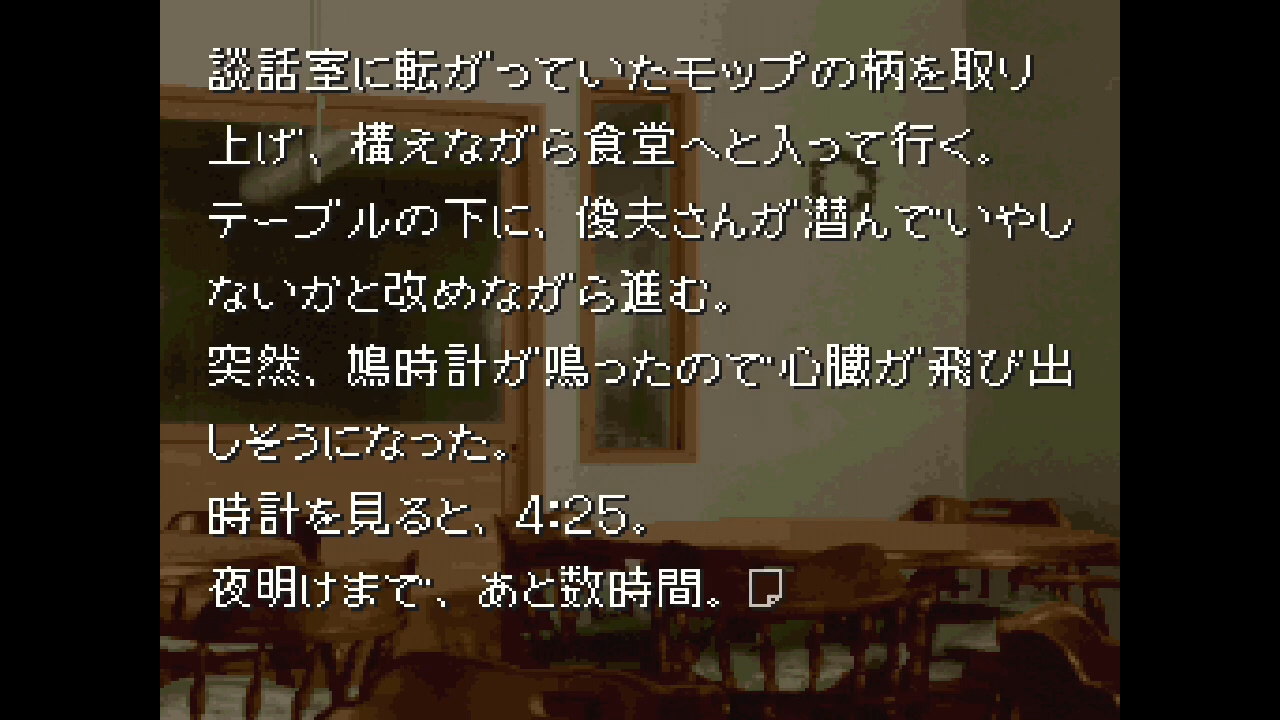 談話室に転がっていたモップの柄を取り
上げ、構えながら食堂へと入って行く。
テーブルの下に、俊夫さんが潜んでいやし
ないかと改めながら進む。
突然、鳩時計が鳴ったので心臓が飛び出
しそうになった。
時計を見ると、4:25。
夜明けまで、あと数時間。